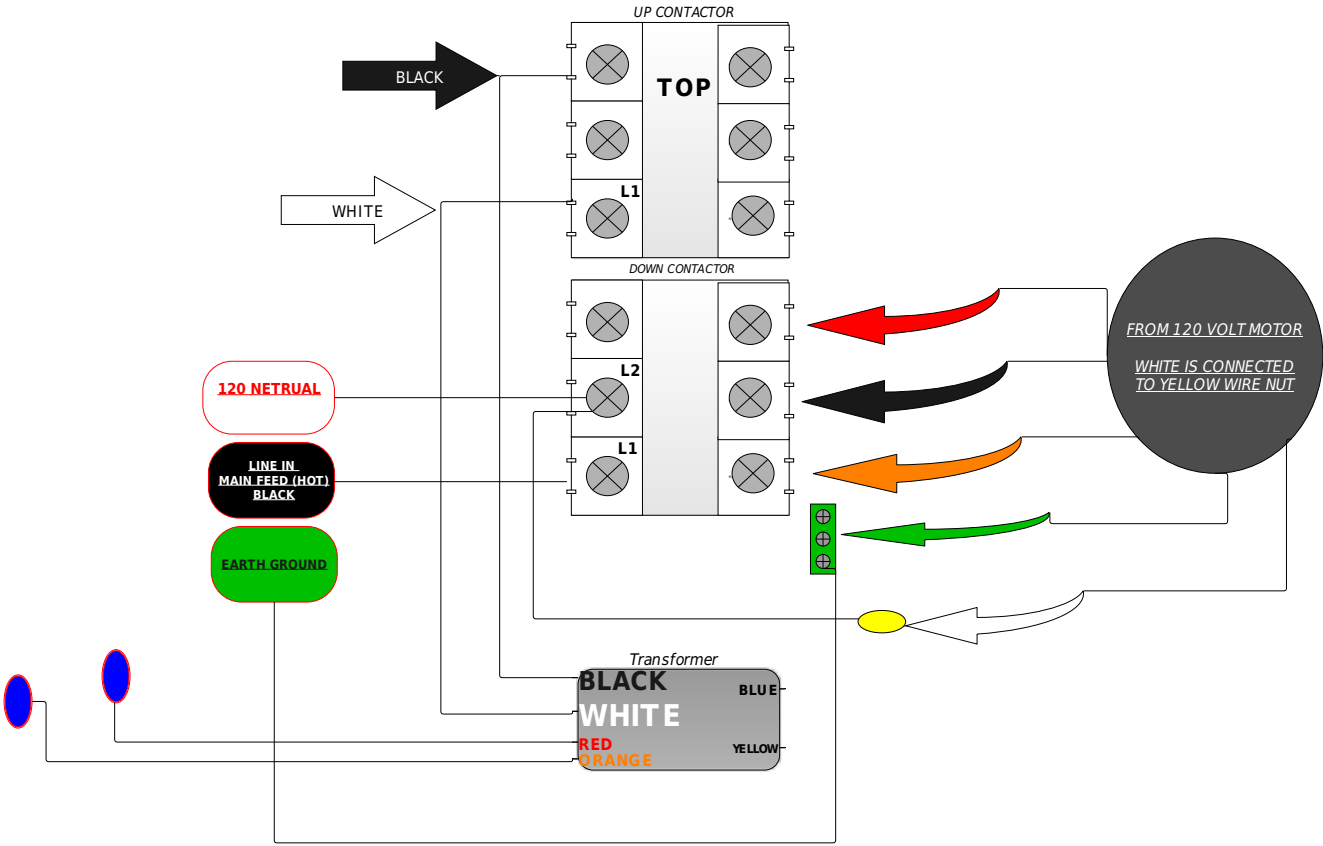 UP CONTACTOR
TOP
BLACK
WHITE
L1
DOWN CONTACTOR
FROM 120 VOLT MOTOR
WHITE IS CONNECTED
TO YELLOW WIRE NUT
L2
120 NETRUAL
L1
LINE IN
MAIN FEED (HOT)
BLACK
EARTH GROUND
Transformer
BLACK
BLUE
WHITE
RED
YELLOW
ORANGE